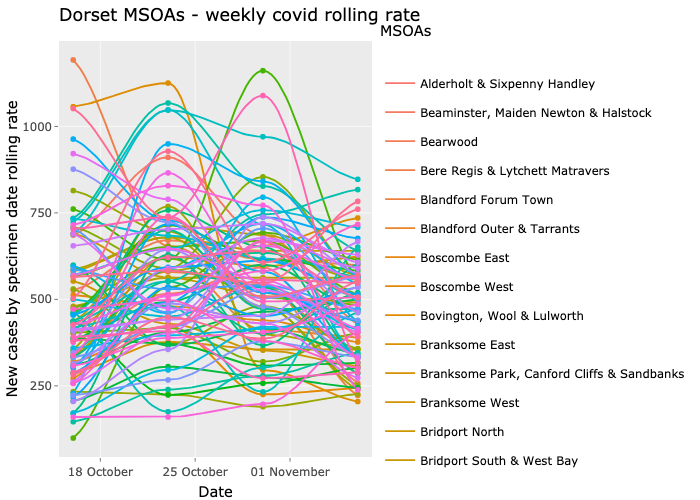 Dorset MSOAs - weekly covid rolling rate
MSOAs
New cases by specimen date rolling rate
1000
750
500
250
18 October
25 October
01 November
Date
Alderholt & Sixpenny Handley
Beaminster, Maiden Newton & Halstock
Bearwood
Bere Regis & Lytchett Matravers
Blandford Forum Town
Blandford Outer & Tarrants
Boscombe East
Boscombe West
Bovington, Wool & Lulworth
Branksome East
Branksome Park, Canford Cliffs & Sandbanks
Branksome West
Bridport North
Bridport South & West Bay